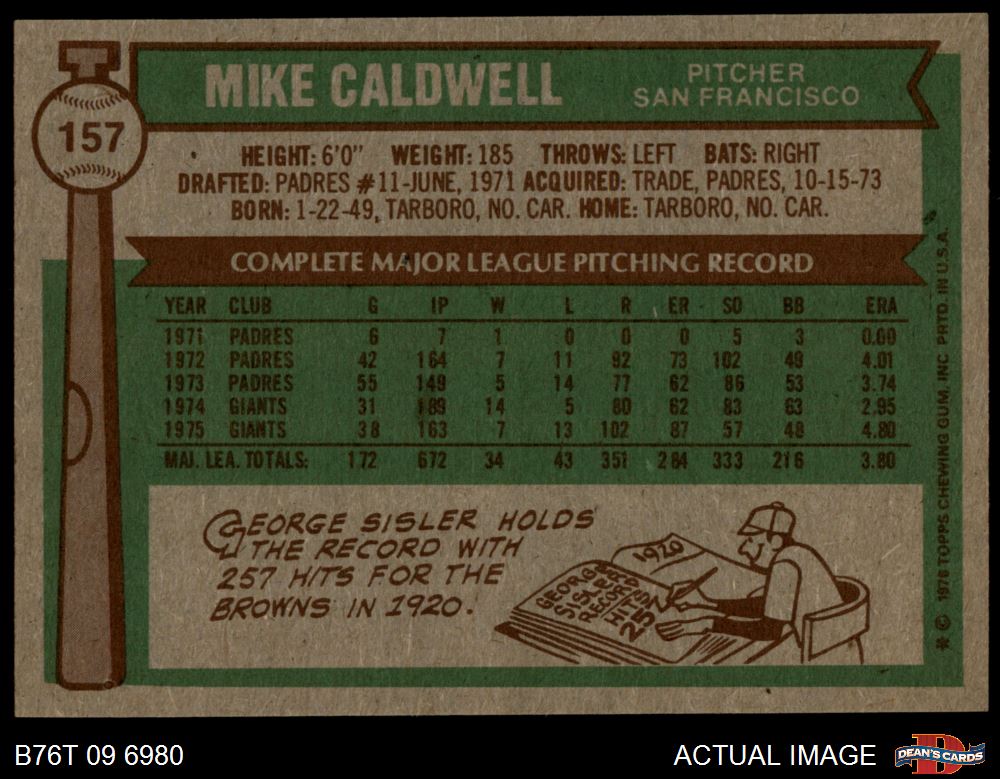 T
157
MIKE CALDWELL
PITCHER
SAN FRANCISCO
HEIGHT: 6'0" WEIGHT: 185 THROWS: LEFT BATS: RIGHT
DRAFTED: PADRES #11-JUNE, 1971 ACQUIRED: TRADE, PADRES, 10-15-73
BORN: 1-22-49, TARBORO, NO. CAR. HOME: TARBORO, NO. CAR.
COMPLETE MAJOR LEAGUE PITCHING RECORD
YEAR CLUB G IP W L R ER SO BB ERA
1971 PADRES 6 7 1 0 0 0 5 3 0.00
1972 PADRES 42 164 7 11 92 73 102 49 4.01
1973 PADRES 55 149 5 14 77 62 86 53 3.74
1974 GIANTS 31 189 14 5 80 62 83 63 2.95
1975 GIANTS 38 163 7 13 102 87 57 48 4.80
MAJ. LEA. TOTALS: 172 672 34 43 351 284 333 216 3.80
GEORGE SISLER HOLDS
THE RECORD WITH
257 HITS FOR THE
BROWNS IN 1920.
1920
GEORGE
SISLER
RECORD
HITS
257
* © 1976 TOPPS CHEWING GUM, INC. PRTD. IN U.S.A.
B76T 09 6980
ACTUAL IMAGE
D
DEAN'S CARDS